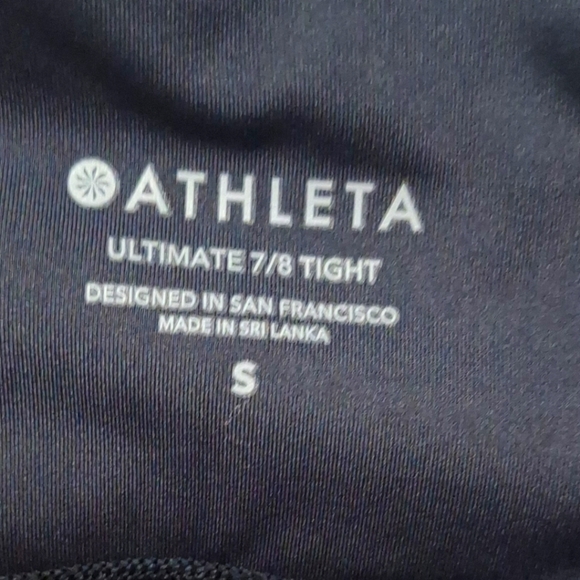 ATHLETA
ULTIMATE 7/8 TIGHT
DESIGNED IN SAN FRANCISCO
MADE IN SRI LANKA
S